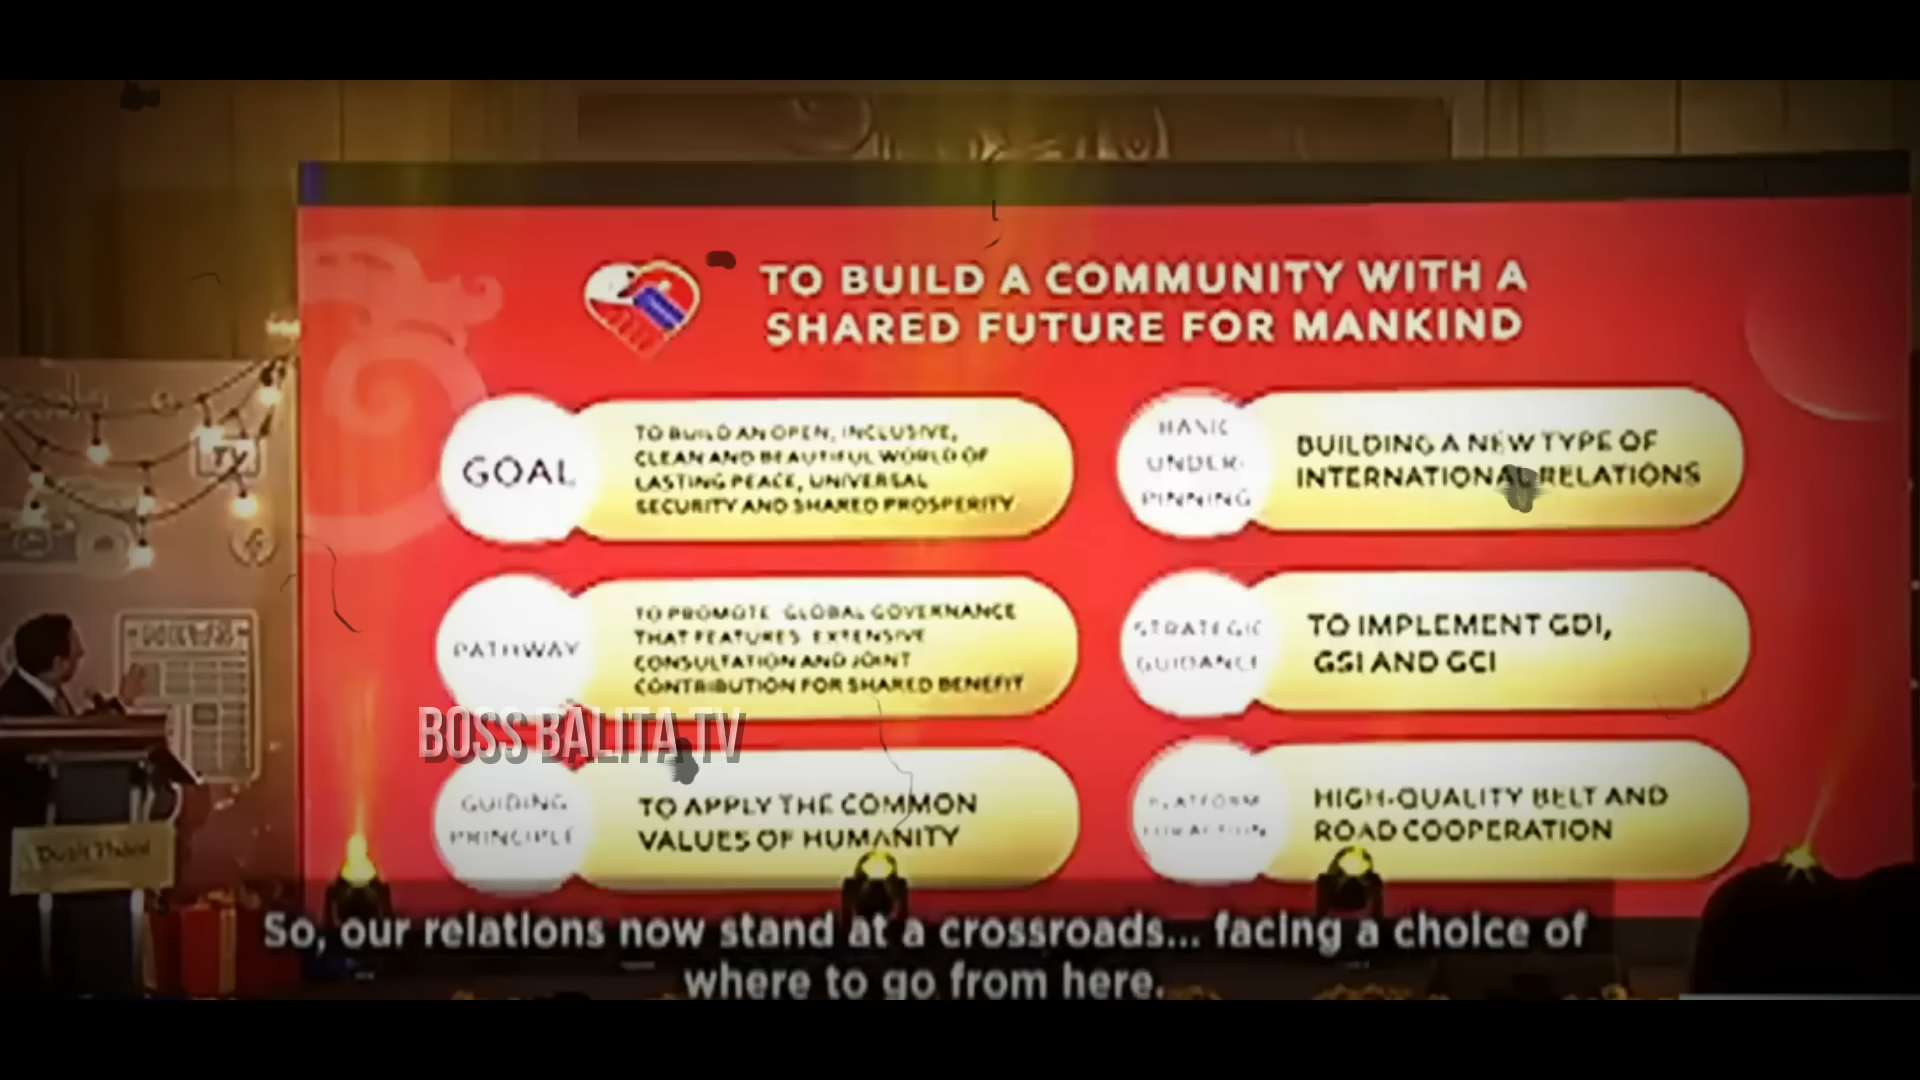 TO BUILD A COMMUNITY WITH A
SHARED FUTURE FOR MANKIND
GOAL
TO BUILD AN OPEN, INCLUSIVE,
CLEAN AND BEAUTIFUL WORLD OF
LASTING PEACE, UNIVERSAL
SECURITY AND SHARED PROSPERITY
BASIC
UNDER-
PINNING
BUILDING A NEW TYPE OF
INTERNATIONAL RELATIONS
PATHWAY
TO PROMOTE GLOBAL GOVERNANCE
THAT FEATURES EXTENSIVE
CONSULTATION AND JOINT
CONTRIBUTION FOR SHARED BENEFIT
STRATEGIC
GUIDANCE
TO IMPLEMENT GDI,
GSI AND GCI
GUIDING
PRINCIPLE
TO APPLY THE COMMON
VALUES OF HUMANITY
PLATFORM
HIGH-QUALITY BELT AND
ROAD COOPERATION
TV
BOSS BALITA TV
Dusit Thani
So, our relations now stand at a crossroads... facing a choice of
where to go from here.